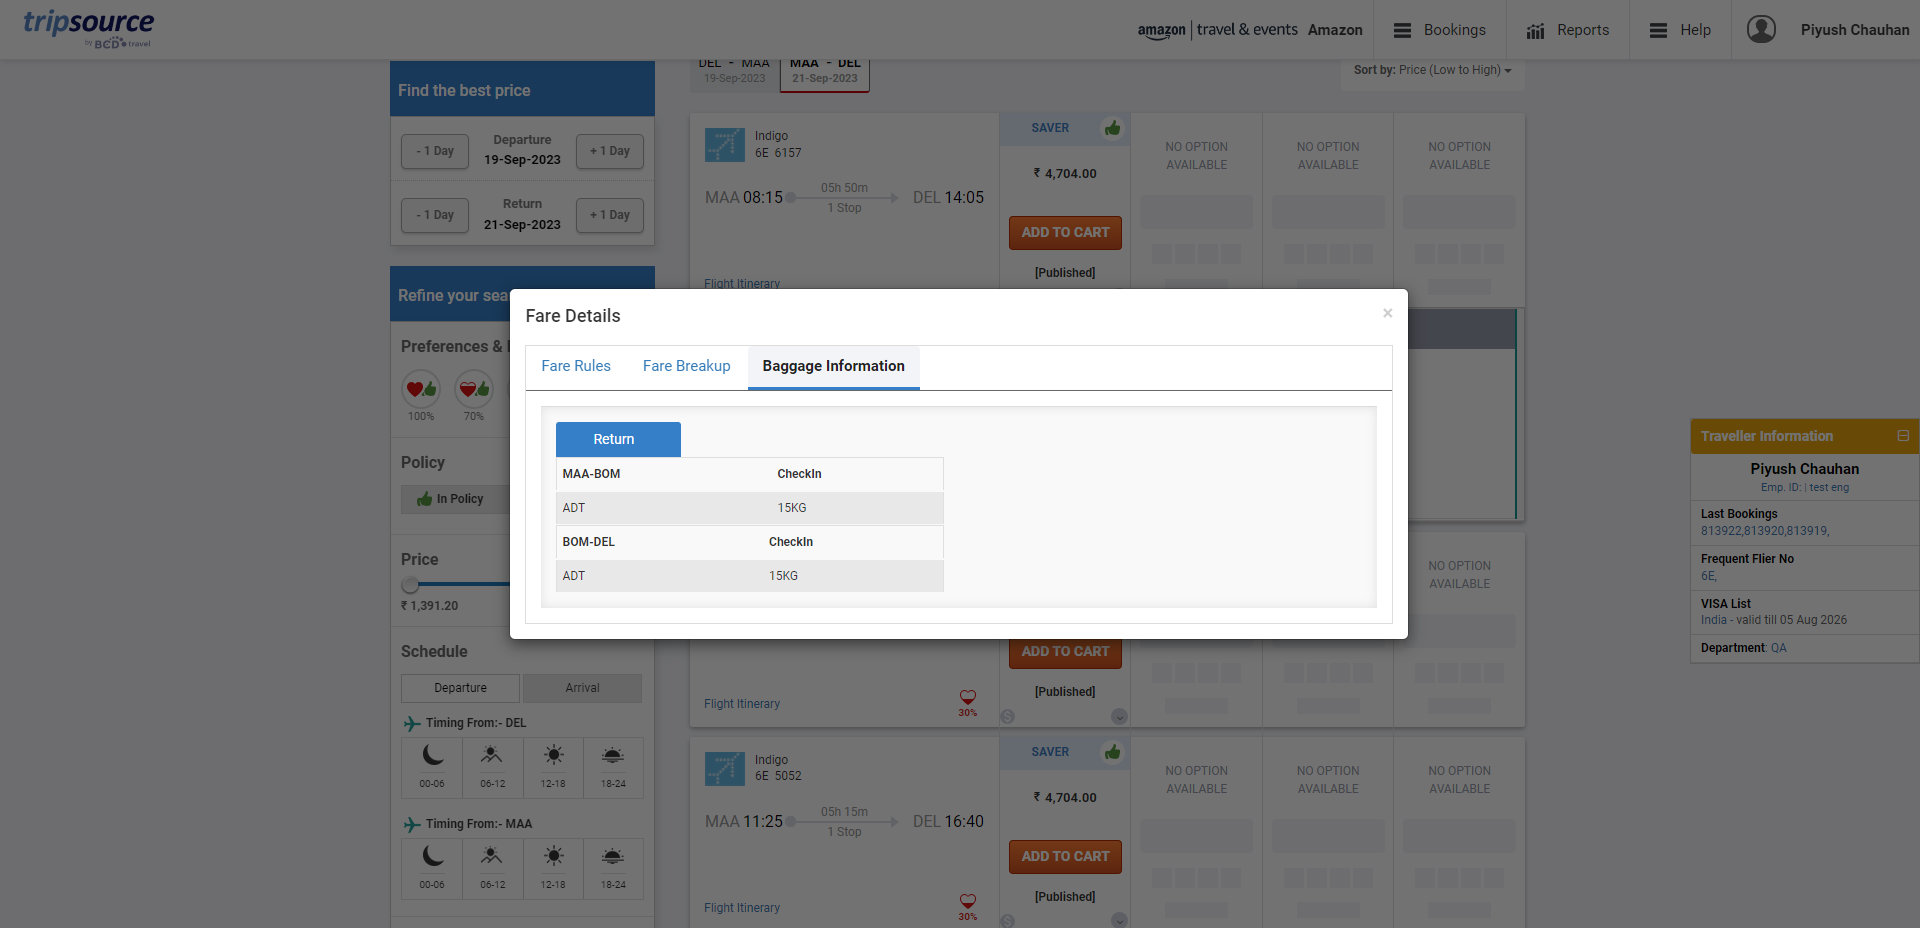 tripsource
by BCD travel
amazon | travel & events Amazon
Bookings
Reports
Help
Piyush Chauhan
DEL - MAA
19-Sep-2023
MAA - DEL
21-Sep-2023
Sort by: Price (Low to High)
Find the best price
- 1 Day
Departure
19-Sep-2023
+ 1 Day
- 1 Day
Return
21-Sep-2023
+ 1 Day
Refine your sea
Preferences &
100%
70%
Policy
In Policy
Price
₹ 1,391.20
Schedule
Departure
Arrival
Timing From:- DEL
00-06
06-12
12-18
18-24
Timing From:- MAA
00-06
06-12
12-18
18-24
Indigo
6E 6157
MAA 08:15
05h 50m
1 Stop
DEL 14:05
Flight Itinerary
SAVER
₹ 4,704.00
ADD TO CART
[Published]
NO OPTION
AVAILABLE
NO OPTION
AVAILABLE
NO OPTION
AVAILABLE
Fare Details
×
Fare Rules
Fare Breakup
Baggage Information
Return
MAA-BOM CheckIn
ADT 15KG
BOM-DEL CheckIn
ADT 15KG
NO OPTION
AVAILABLE
ADD TO CART
[Published]
Flight Itinerary
30%
Indigo
6E 5052
MAA 11:25
05h 15m
1 Stop
DEL 16:40
Flight Itinerary
30%
SAVER
₹ 4,704.00
ADD TO CART
[Published]
NO OPTION
AVAILABLE
NO OPTION
AVAILABLE
NO OPTION
AVAILABLE
Traveller Information
Piyush Chauhan
Emp. ID: | test eng
Last Bookings
813922,813920,813919,
Frequent Flier No
6E,
VISA List
India - valid till 05 Aug 2026
Department: QA